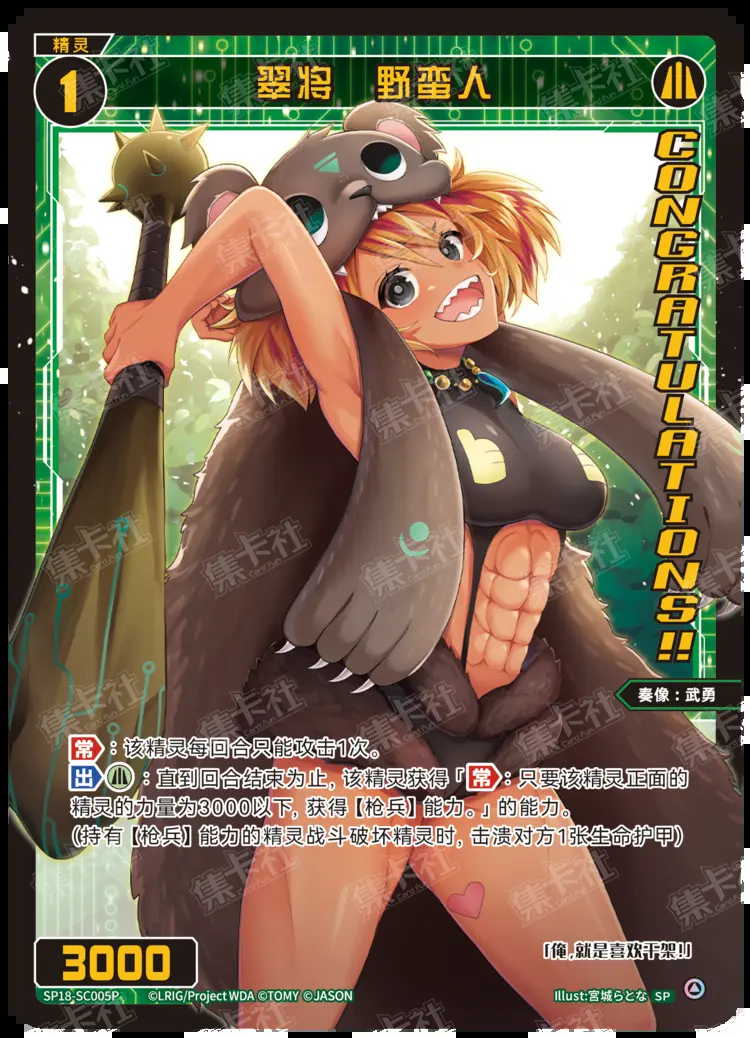 精灵
1
翠将 野蛮人
CONGRATULATIONS!!
奏像：武勇
常：该精灵每回合只能攻击1次。
出：直到回合结束为止，该精灵获得「常：只要该精灵正面的
精灵的力量为3000以下，获得【枪兵】能力。」的能力。
（持有【枪兵】能力的精灵战斗破坏精灵时，击溃对方1张生命护甲）
「俺，就是喜欢干架!」
3000
SP18-SC005P ©LRIG/Project WDA ©TOMY ©JASON Illust:宮城らとな SP
集卡社